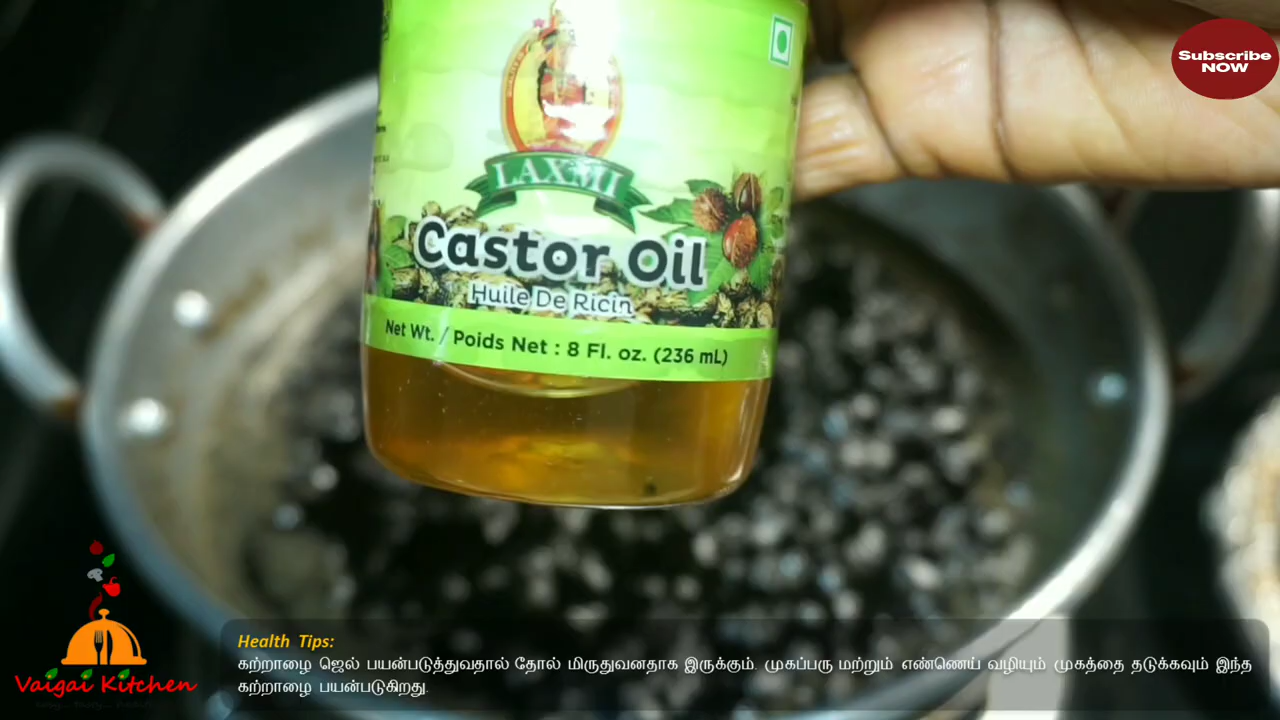 Subscribe
NOW
LAXMI
Castor Oil
Huile De Ricin
Net Wt. / Poids Net : 8 Fl. oz. (236 mL)
Health Tips:
கற்றாழை ஜெல் பயன்படுத்துவதால் தோல் மிருதுவனதாக இருக்கும். முகப்பரு மற்றும் எண்ணெய் வழியும் முகத்தை தடுக்கவும் இந்த
கற்றாழை பயன்படுகிறது.
Vaigai Kitchen